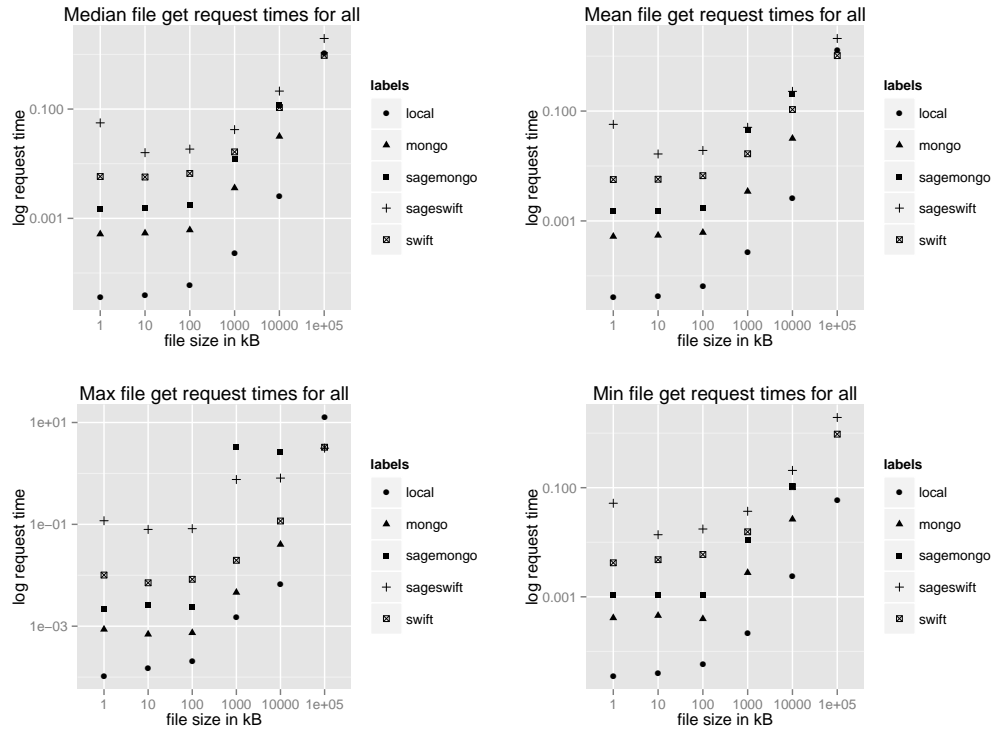 Median file get request times for all
log request time
0.100
0.001
1 10 100 1000 10000 1e+05
file size in kB
labels
local
mongo
sagemongo
sageswift
swift
Mean file get request times for all
log request time
0.100
0.001
1 10 100 1000 10000 1e+05
file size in kB
labels
local
mongo
sagemongo
sageswift
swift
Max file get request times for all
log request time
1e+01
1e−01
1e−03
1 10 100 1000 10000 1e+05
file size in kB
labels
local
mongo
sagemongo
sageswift
swift
Min file get request times for all
log request time
0.100
0.001
1 10 100 1000 10000 1e+05
file size in kB
labels
local
mongo
sagemongo
sageswift
swift